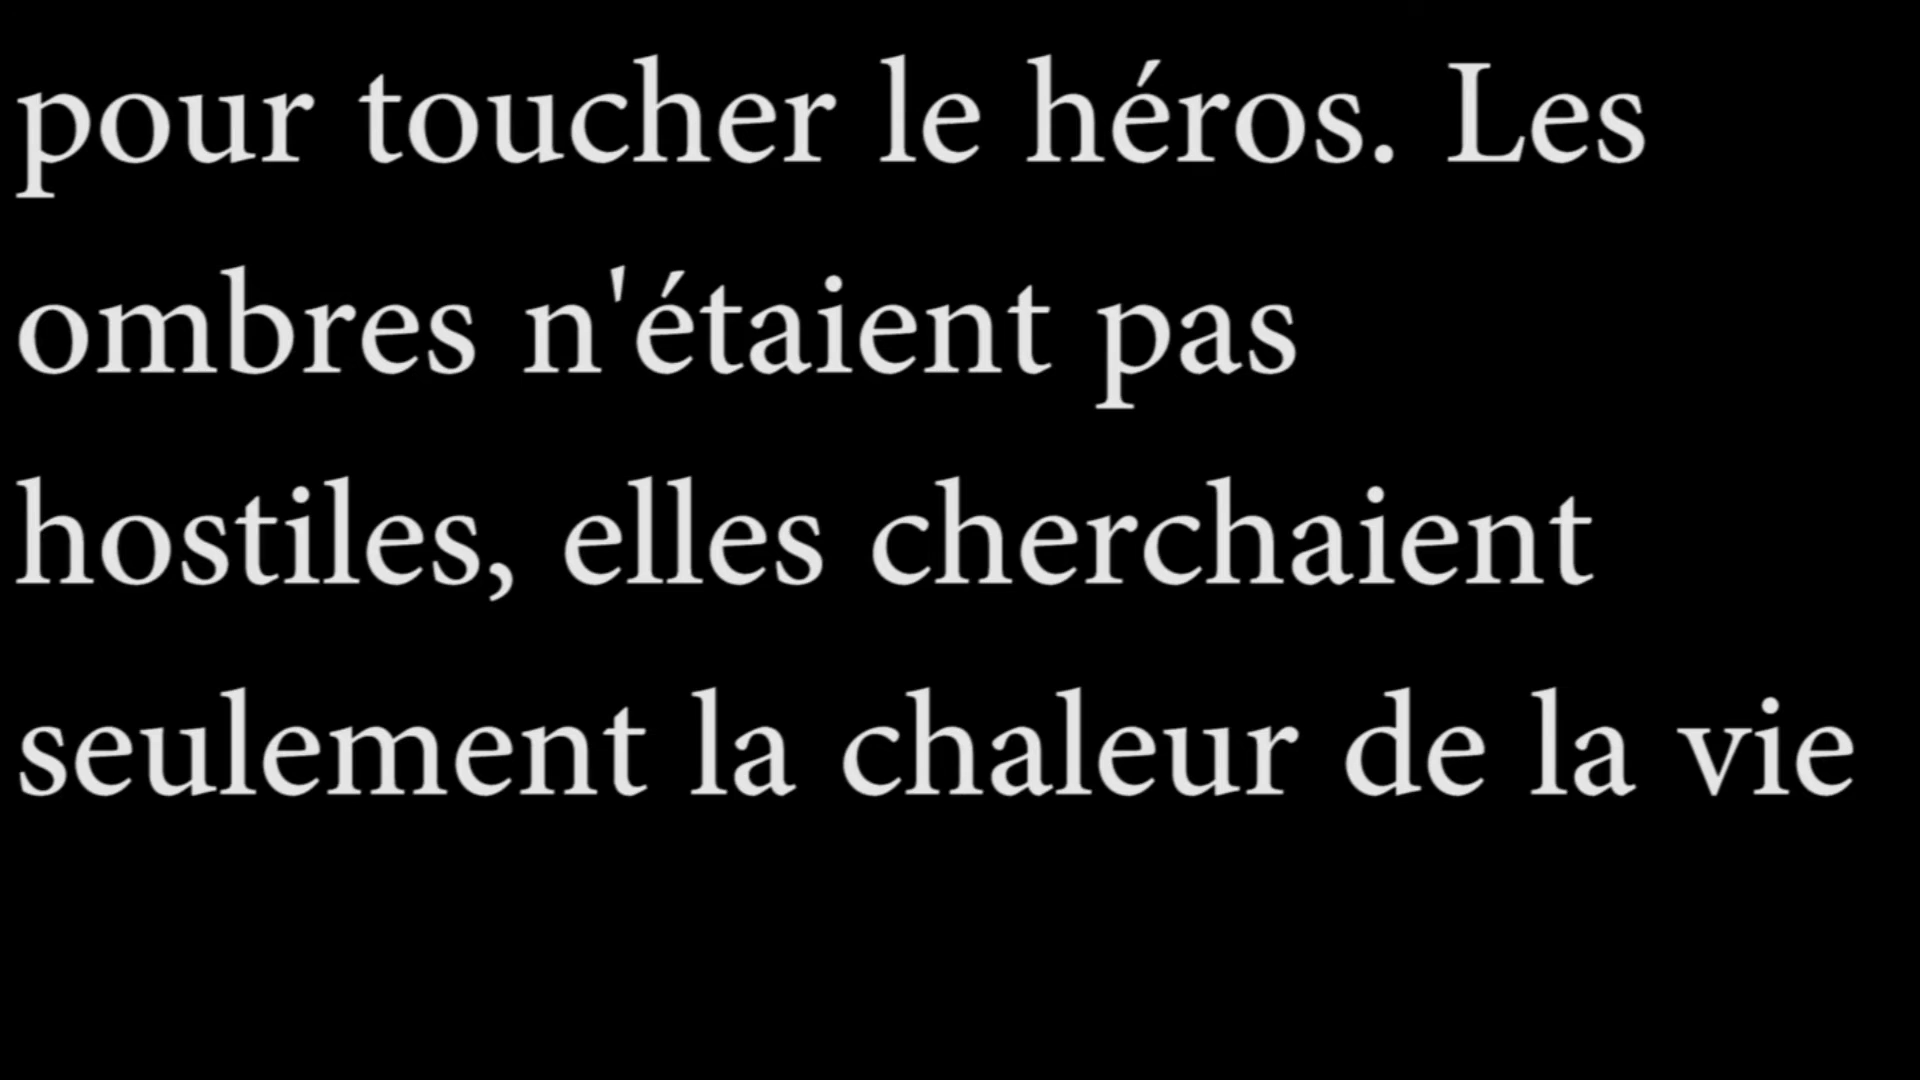 pour toucher le héros. Les
ombres n'étaient pas
hostiles, elles cherchaient
seulement la chaleur de la vie